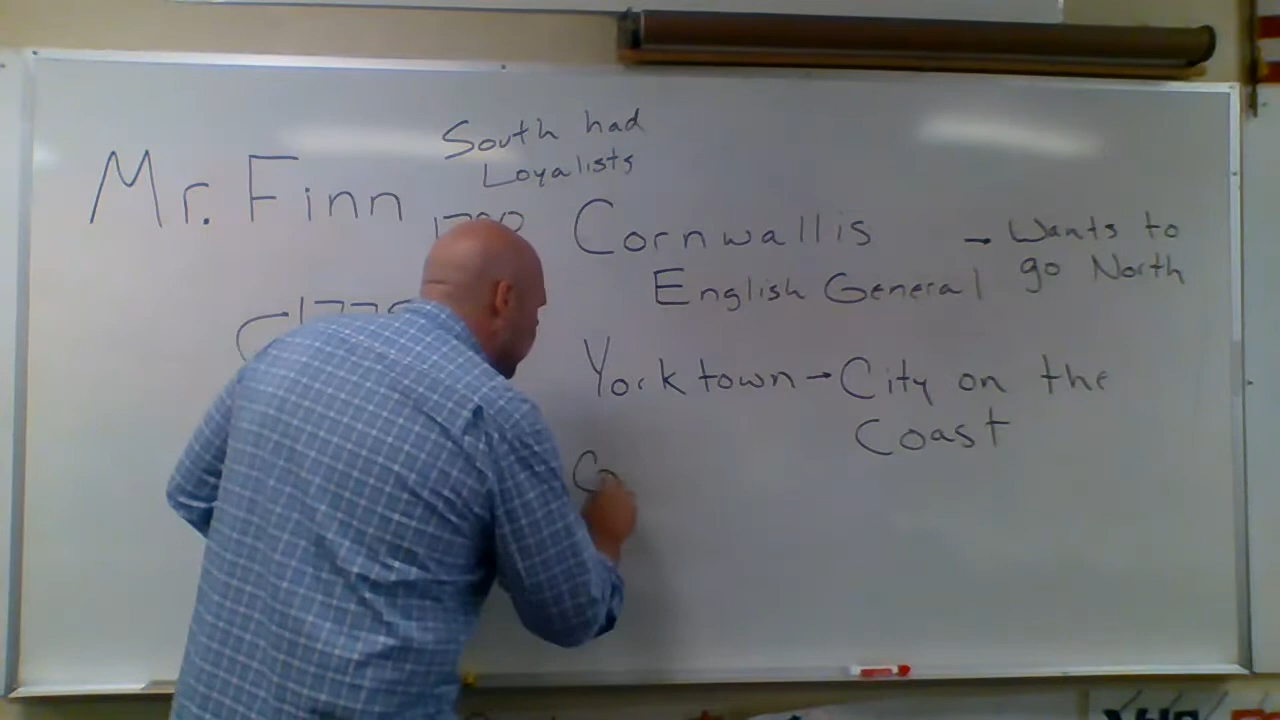 Mr. Finn
South had
Loyalists
Cornwallis
English General
→ Wants to
go North
Yorktown → City on the
Coast